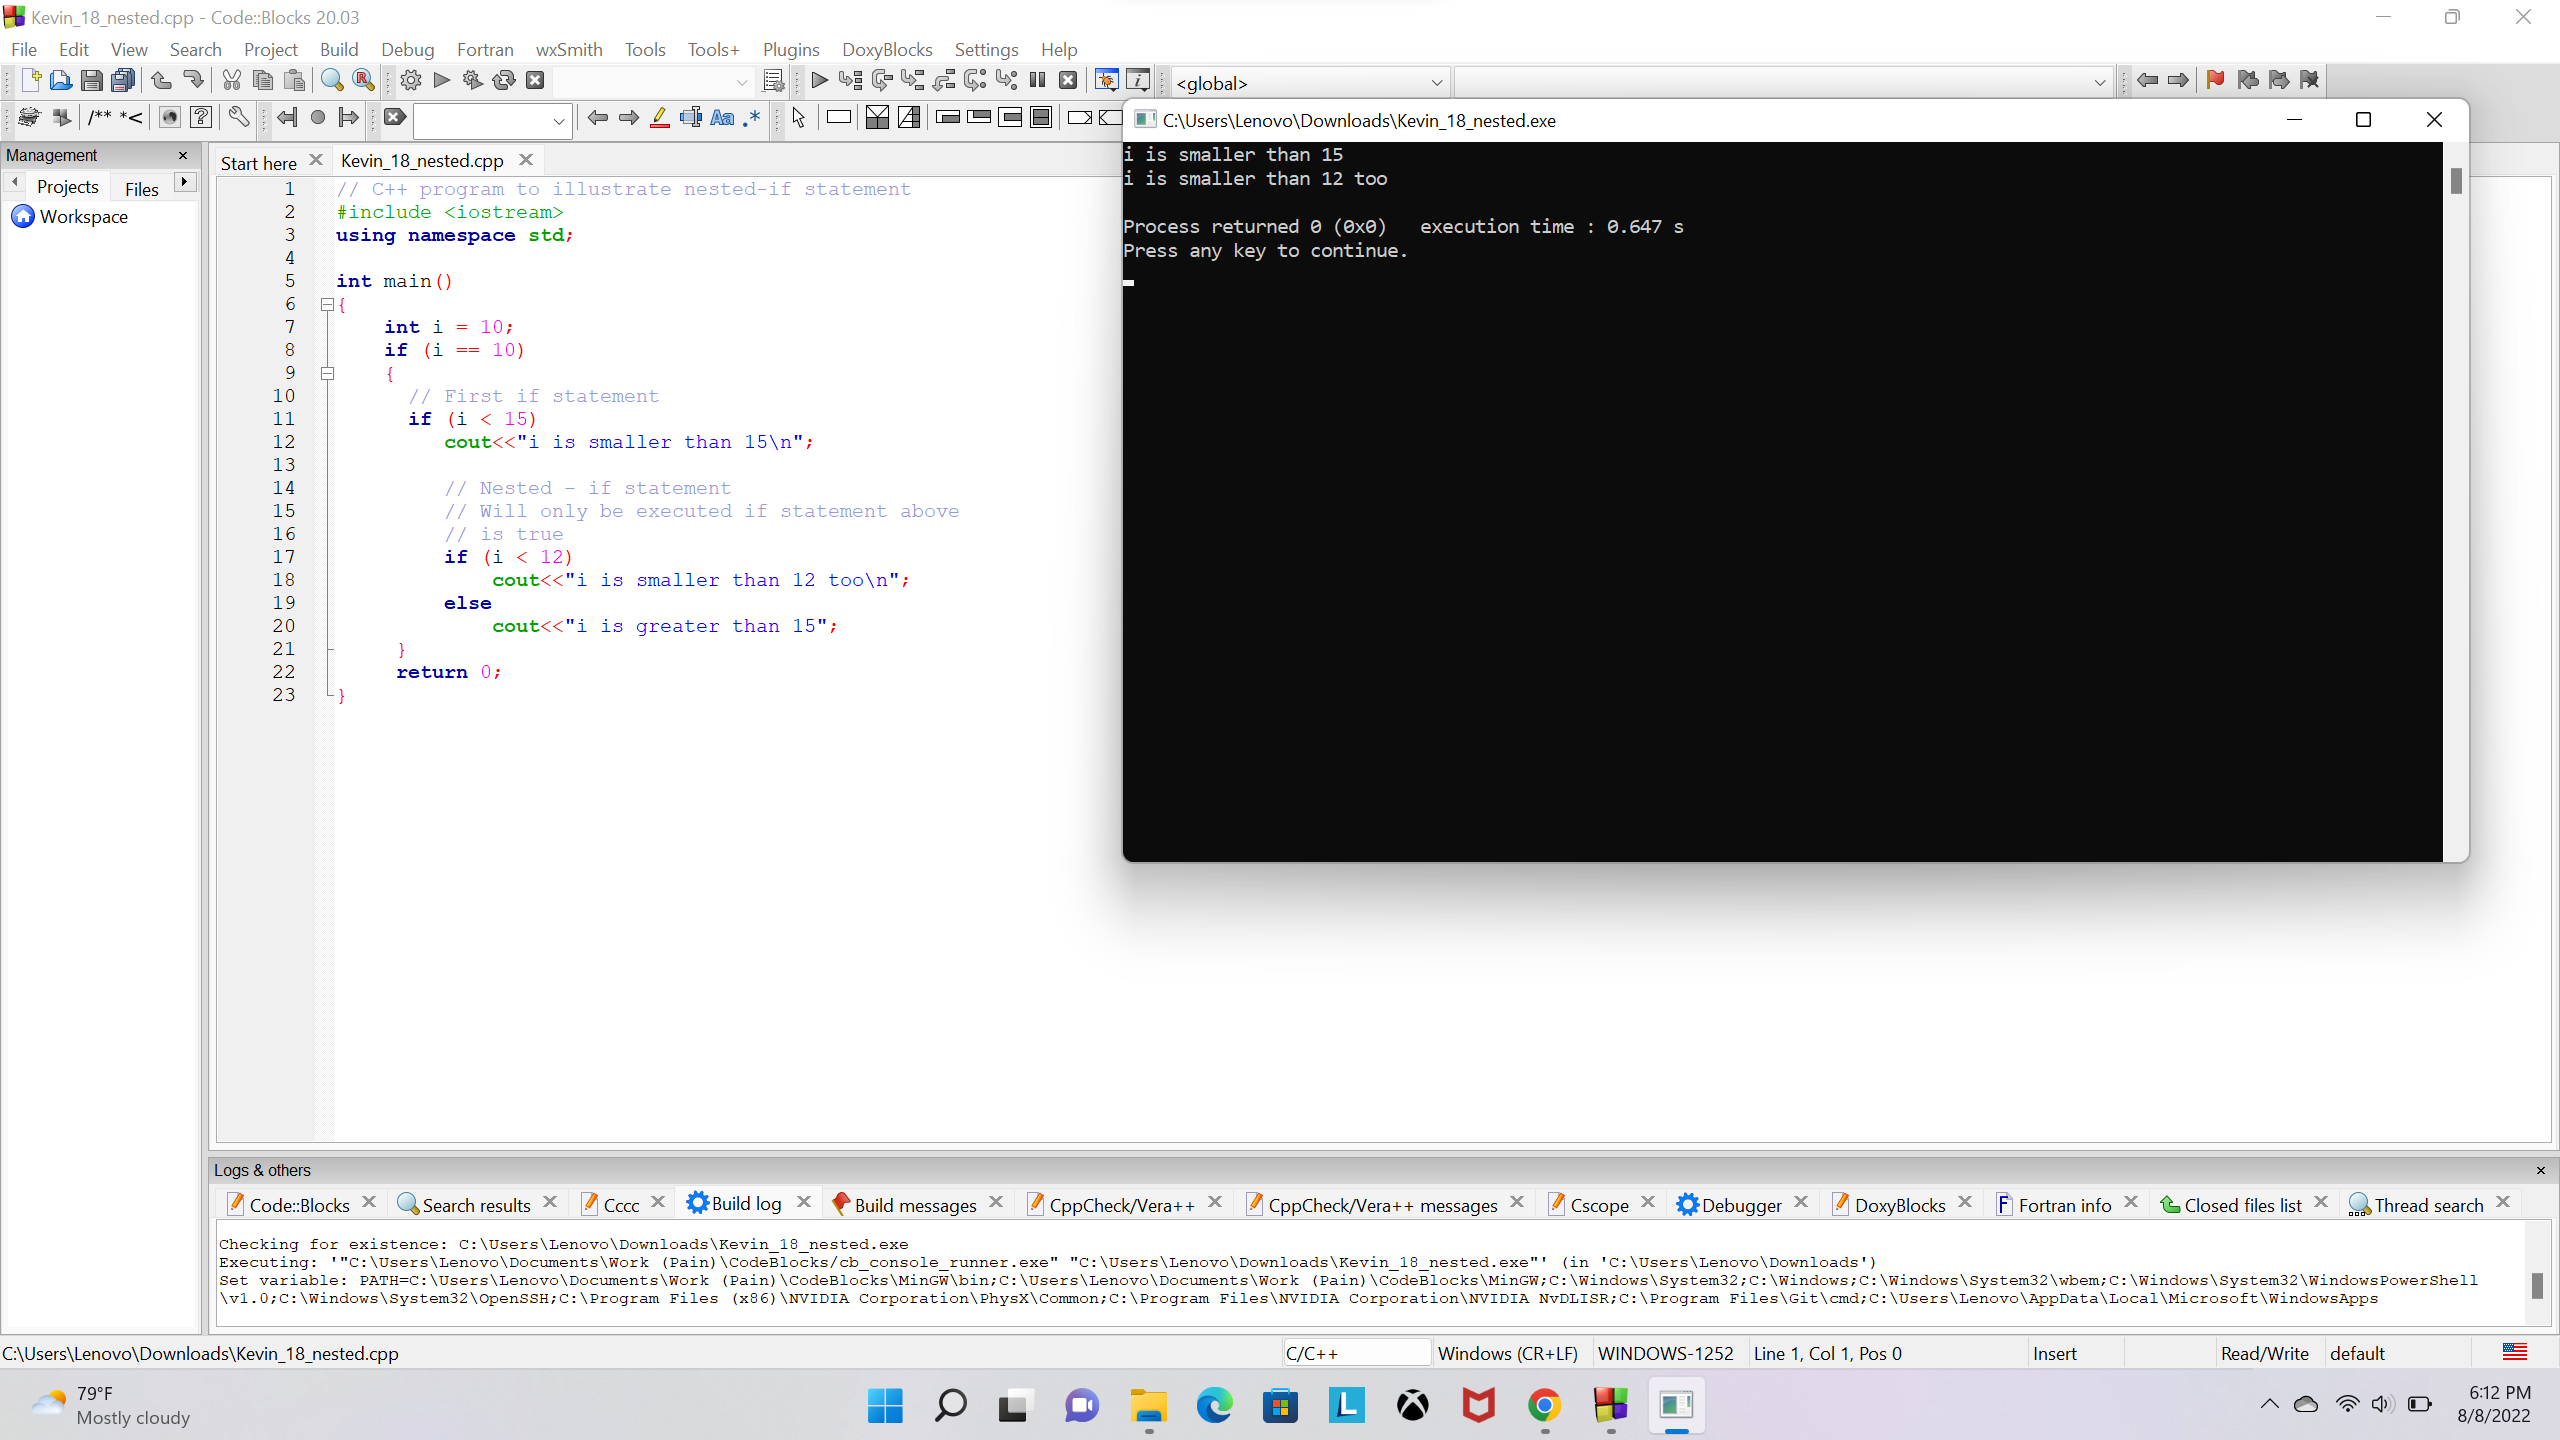 Kevin_18_nested.cpp - Code::Blocks 20.03
File Edit View Search Project Build Debug Fortran wxSmith Tools Tools+ Plugins DoxyBlocks Settings Help
<global>
/** *<
Aa .*
C:\Users\Lenovo\Downloads\Kevin_18_nested.exe
i is smaller than 15
i is smaller than 12 too
Process returned 0 (0x0)   execution time : 0.647 s
Press any key to continue.
Management
Projects Files
Workspace
Start here Kevin_18_nested.cpp
1 // C++ program to illustrate nested-if statement
2 #include <iostream>
3 using namespace std;
4
5 int main()
6 {
7 int i = 10;
8 if (i == 10)
9 {
10 // First if statement
11 if (i < 15)
12 cout<<"i is smaller than 15\n";
13
14 // Nested - if statement
15 // Will only be executed if statement above
16 // is true
17 if (i < 12)
18 cout<<"i is smaller than 12 too\n";
19 else
20 cout<<"i is greater than 15";
21 }
22 return 0;
23 }
Logs & others
Code::Blocks Search results Cccc Build log Build messages CppCheck/Vera++ CppCheck/Vera++ messages Cscope Debugger DoxyBlocks Fortran info Closed files list Thread search
Checking for existence: C:\Users\Lenovo\Downloads\Kevin_18_nested.exe
Executing: '"C:\Users\Lenovo\Documents\Work (Pain)\CodeBlocks/cb_console_runner.exe" "C:\Users\Lenovo\Downloads\Kevin_18_nested.exe"' (in 'C:\Users\Lenovo\Downloads')
Set variable: PATH=C:\Users\Lenovo\Documents\Work (Pain)\CodeBlocks\MinGW\bin;C:\Users\Lenovo\Documents\Work (Pain)\CodeBlocks\MinGW;C:\Windows\System32;C:\Windows;C:\Windows\System32\wbem;C:\Windows\System32\WindowsPowerShell
\v1.0;C:\Windows\System32\OpenSSH;C:\Program Files (x86)\NVIDIA Corporation\PhysX\Common;C:\Program Files\NVIDIA Corporation\NVIDIA NvDLISR;C:\Program Files\Git\cmd;C:\Users\Lenovo\AppData\Local\Microsoft\WindowsApps
C:\Users\Lenovo\Downloads\Kevin_18_nested.cpp C/C++ Windows (CR+LF) WINDOWS-1252 Line 1, Col 1, Pos 0 Insert Read/Write default
79°F
Mostly cloudy
L
6:12 PM
8/8/2022